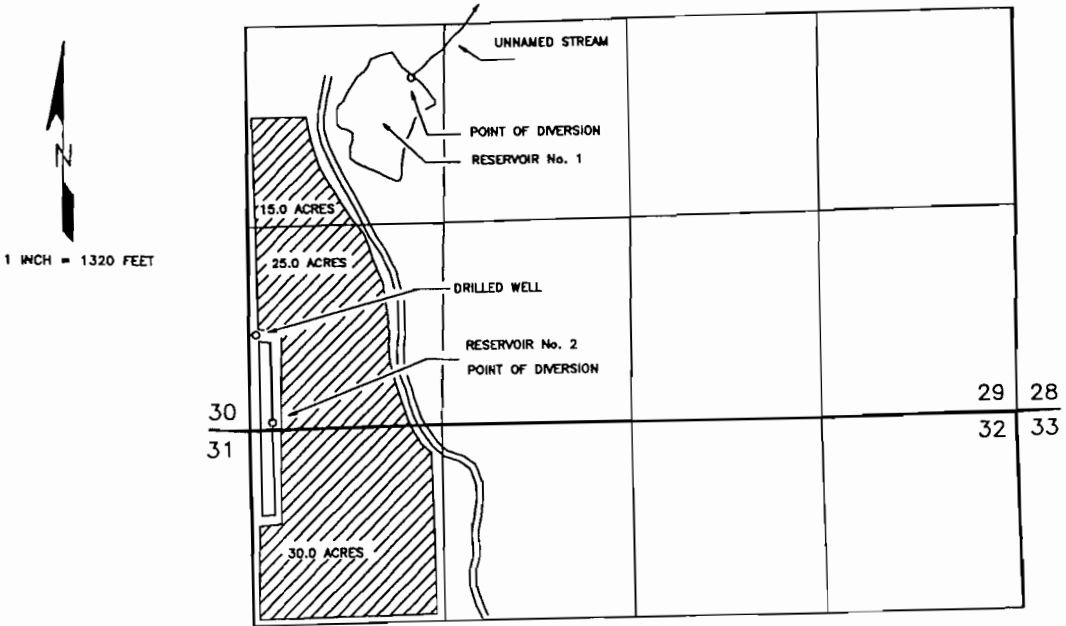 UNNAMED STREAM
POINT OF DIVERSION
RESERVOIR No. 1
N
1 INCH = 1320 FEET
15.0 ACRES
25.0 ACRES
DRILLED WELL
RESERVOIR No. 2
POINT OF DIVERSION
30
29 28
31
32 33
30.0 ACRES